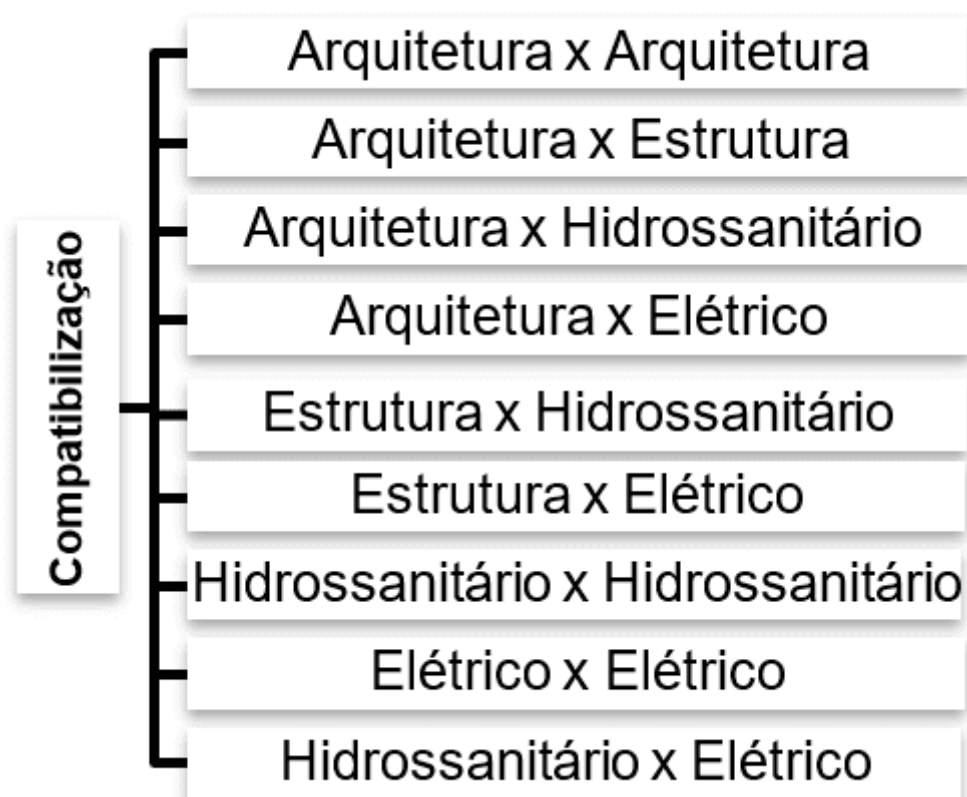 Compatibilização
Arquitetura x Arquitetura
Arquitetura x Estrutura
Arquitetura x Hidrossanitário
Arquitetura x Elétrico
Estrutura x Hidrossanitário
Estrutura x Elétrico
Hidrossanitário x Hidrossanitário
Elétrico x Elétrico
Hidrossanitário x Elétrico